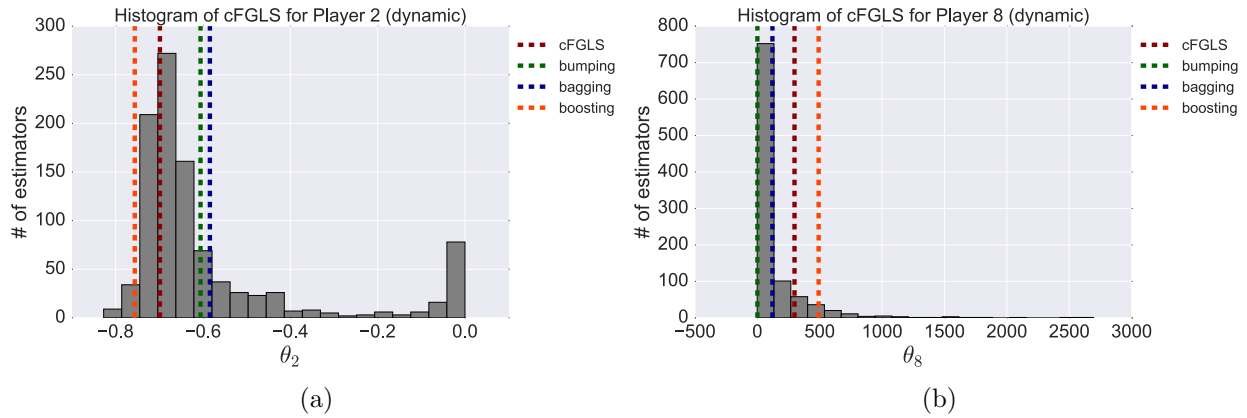 Histogram of cFGLS for Player 2 (dynamic)
300
250
200
150
100
50
0
# of estimators
−0.8
−0.6
−0.4
−0.2
0.0
θ₂
cFGLS
bumping
bagging
boosting
(a)
Histogram of cFGLS for Player 8 (dynamic)
800
700
600
500
400
300
200
100
0
# of estimators
−500
0
500
1000
1500
2000
2500
3000
θ₈
cFGLS
bumping
bagging
boosting
(b)